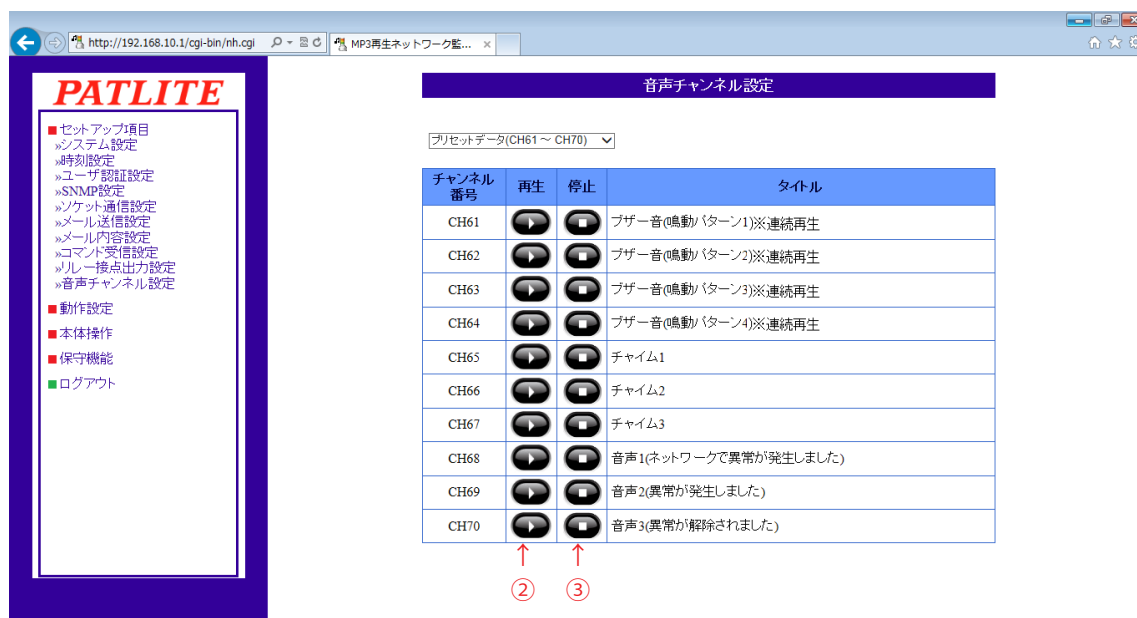 http://192.168.10.1/cgi-bin/nh.cgi
MP3再生ネットワーク監...
PATLITE
セットアップ項目
»システム設定
»時刻設定
»ユーザ認証設定
»SNMP設定
»ソケット通信設定
»メール送信設定
»メール内容設定
»コマンド受信設定
»リレー接点出力設定
»音声チャンネル設定
動作設定
本体操作
保守機能
ログアウト
音声チャンネル設定
プリセットデータ(CH61 ～ CH70)
チャンネル番号 再生 停止 タイトル
CH61 ブザー音(鳴動パターン1)※連続再生
CH62 ブザー音(鳴動パターン2)※連続再生
CH63 ブザー音(鳴動パターン3)※連続再生
CH64 ブザー音(鳴動パターン4)※連続再生
CH65 チャイム1
CH66 チャイム2
CH67 チャイム3
CH68 音声1(ネットワークで異常が発生しました)
CH69 音声2(異常が発生しました)
CH70 音声3(異常が解除されました)
② ③